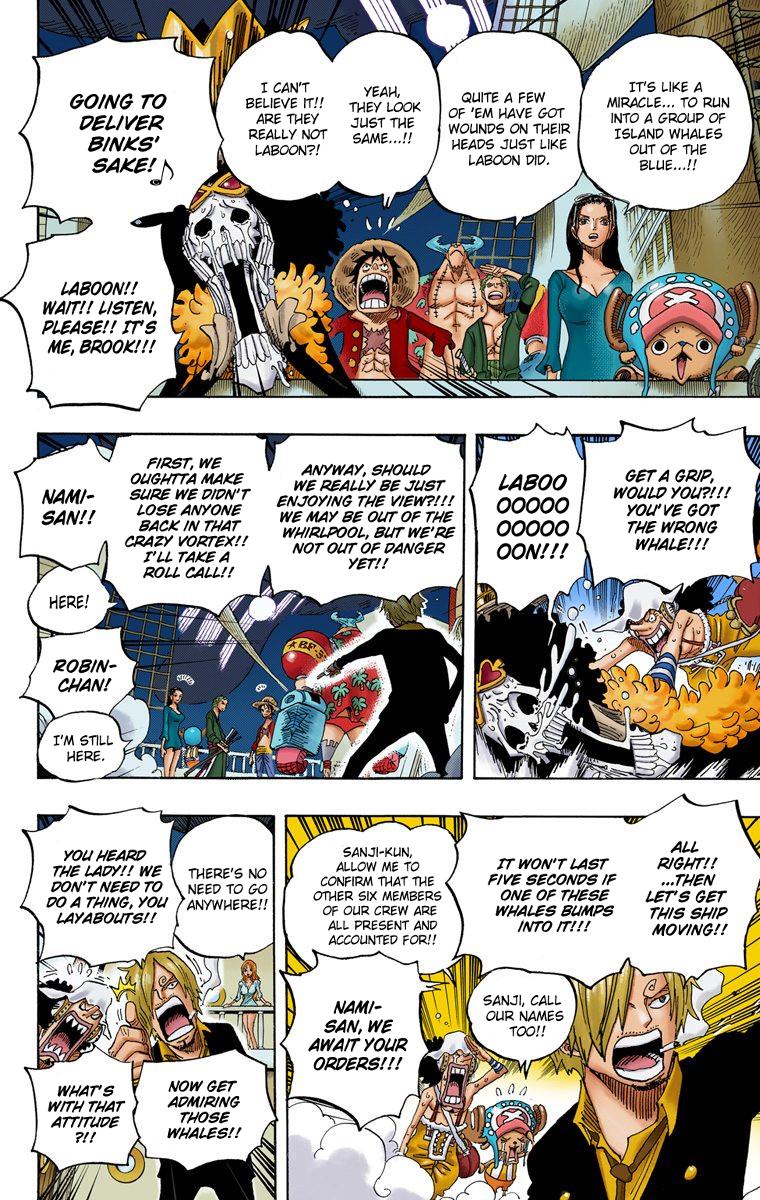 IT'S LIKE A
MIRACLE... TO RUN
INTO A GROUP OF
ISLAND WHALES
OUT OF THE
BLUE...!!
QUITE A FEW
OF 'EM HAVE GOT
WOUNDS ON THEIR
HEADS JUST LIKE
LABOON DID.
YEAH,
THEY LOOK
JUST THE
SAME...!!
I CAN'T
BELIEVE IT!!
ARE THEY
REALLY NOT
LABOON?!
GOING TO
DELIVER
BINKS'
SAKE!
LABOON!!
WAIT!! LISTEN,
PLEASE!! IT'S
ME, BROOK!!!
GET A GRIP,
WOULD YOU?!!!
YOU'VE GOT
THE WRONG
WHALE!!!
LABOO
OOOOO
OOOOO
OON!!!
ANYWAY, SHOULD
WE REALLY BE JUST
ENJOYING THE VIEW?!!!
WE MAY BE OUT OF THE
WHIRLPOOL, BUT WE'RE
NOT OUT OF DANGER
YET!!
FIRST, WE
OUGHTTA MAKE
SURE WE DIDN'T
LOSE ANYONE
BACK IN THAT
CRAZY VORTEX!!
I'LL TAKE A
ROLL CALL!!
NAMI-
SAN!!
HERE!
ROBIN-
CHAN!
I'M STILL
HERE.
BF-3
ALL
RIGHT!!
...THEN
LET'S GET
THIS SHIP
MOVING!!
IT WON'T LAST
FIVE SECONDS IF
ONE OF THESE
WHALES BUMPS
INTO IT!!!
SANJI, CALL
OUR NAMES
TOO!!
SANJI-KUN,
ALLOW ME TO
CONFIRM THAT THE
OTHER SIX MEMBERS
OF OUR CREW ARE
ALL PRESENT AND
ACCOUNTED FOR!!
NAMI-
SAN, WE
AWAIT YOUR
ORDERS!!!
THERE'S NO
NEED TO GO
ANYWHERE!!
YOU HEARD
THE LADY!! WE
DON'T NEED TO
DO A THING, YOU
LAYABOUTS!!
NOW GET
ADMIRING
THOSE
WHALES!!
WHAT'S
WITH THAT
ATTITUDE
?!!